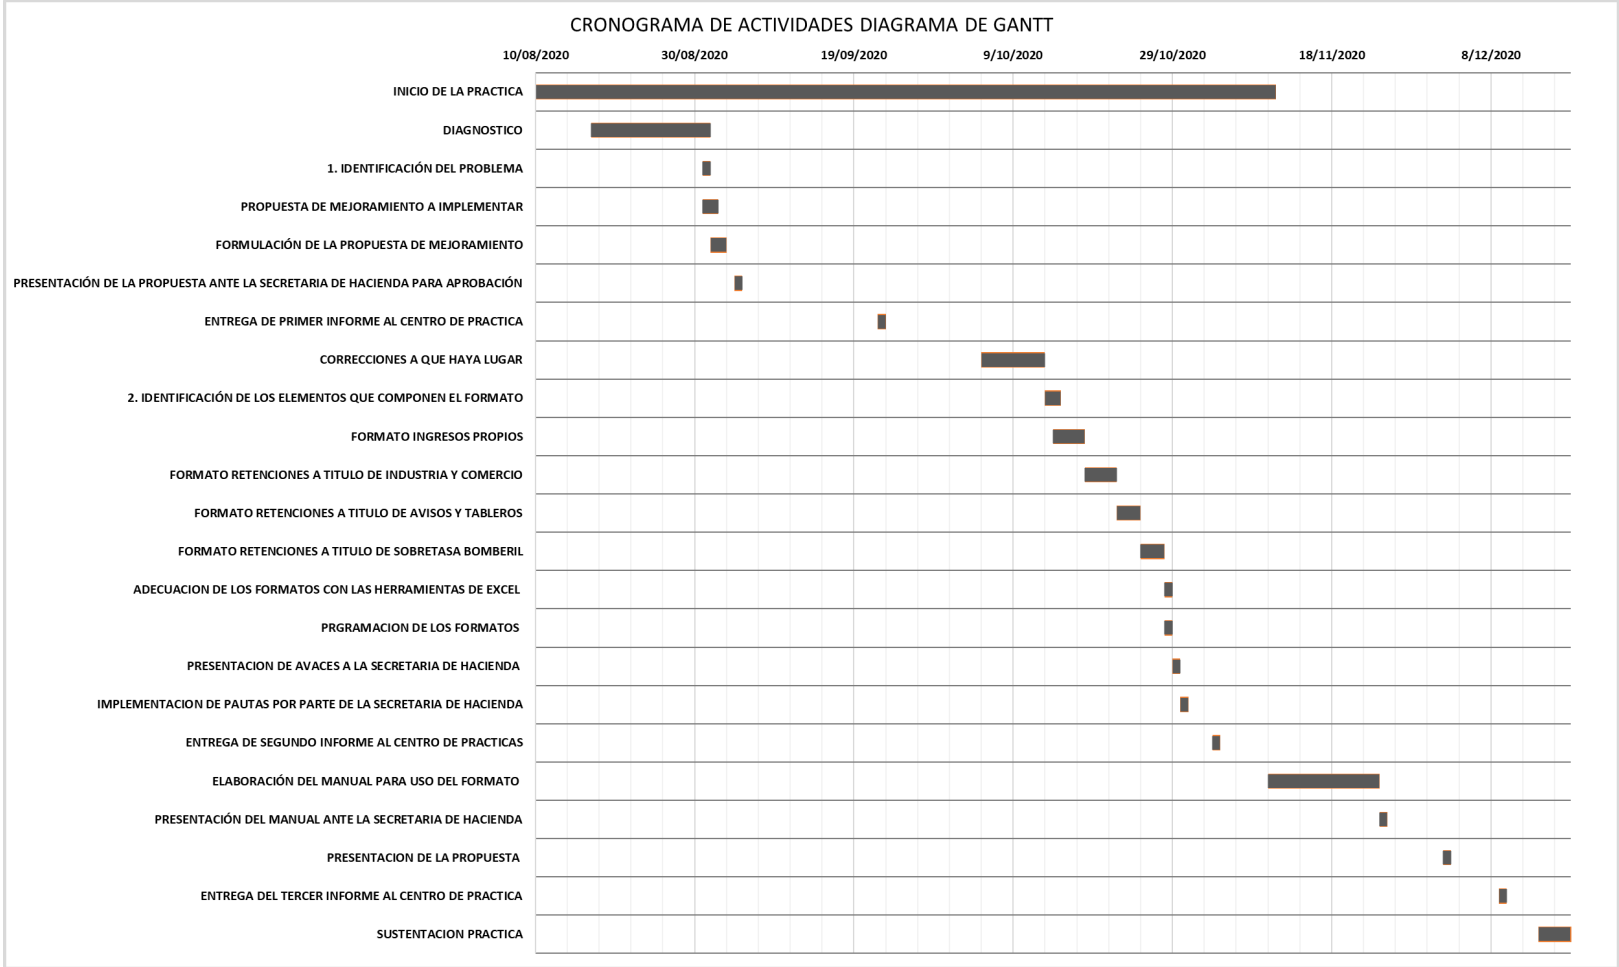 CRONOGRAMA DE ACTIVIDADES DIAGRAMA DE GANTT
10/08/2020 30/08/2020 19/09/2020 9/10/2020 29/10/2020 18/11/2020 8/12/2020
INICIO DE LA PRACTICA
DIAGNOSTICO
1. IDENTIFICACIÓN DEL PROBLEMA
PROPUESTA DE MEJORAMIENTO A IMPLEMENTAR
FORMULACIÓN DE LA PROPUESTA DE MEJORAMIENTO
PRESENTACIÓN DE LA PROPUESTA ANTE LA SECRETARIA DE HACIENDA PARA APROBACIÓN
ENTREGA DE PRIMER INFORME AL CENTRO DE PRACTICA
CORRECCIONES A QUE HAYA LUGAR
2. IDENTIFICACIÓN DE LOS ELEMENTOS QUE COMPONEN EL FORMATO
FORMATO INGRESOS PROPIOS
FORMATO RETENCIONES A TITULO DE INDUSTRIA Y COMERCIO
FORMATO RETENCIONES A TITULO DE AVISOS Y TABLEROS
FORMATO RETENCIONES A TITULO DE SOBRETASA BOMBERIL
ADECUACION DE LOS FORMATOS CON LAS HERRAMIENTAS DE EXCEL
PRGRAMACION DE LOS FORMATOS
PRESENTACION DE AVACES A LA SECRETARIA DE HACIENDA
IMPLEMENTACION DE PAUTAS POR PARTE DE LA SECRETARIA DE HACIENDA
ENTREGA DE SEGUNDO INFORME AL CENTRO DE PRACTICAS
ELABORACIÓN DEL MANUAL PARA USO DEL FORMATO
PRESENTACIÓN DEL MANUAL ANTE LA SECRETARIA DE HACIENDA
PRESENTACION DE LA PROPUESTA
ENTREGA DEL TERCER INFORME AL CENTRO DE PRACTICA
SUSTENTACION PRACTICA